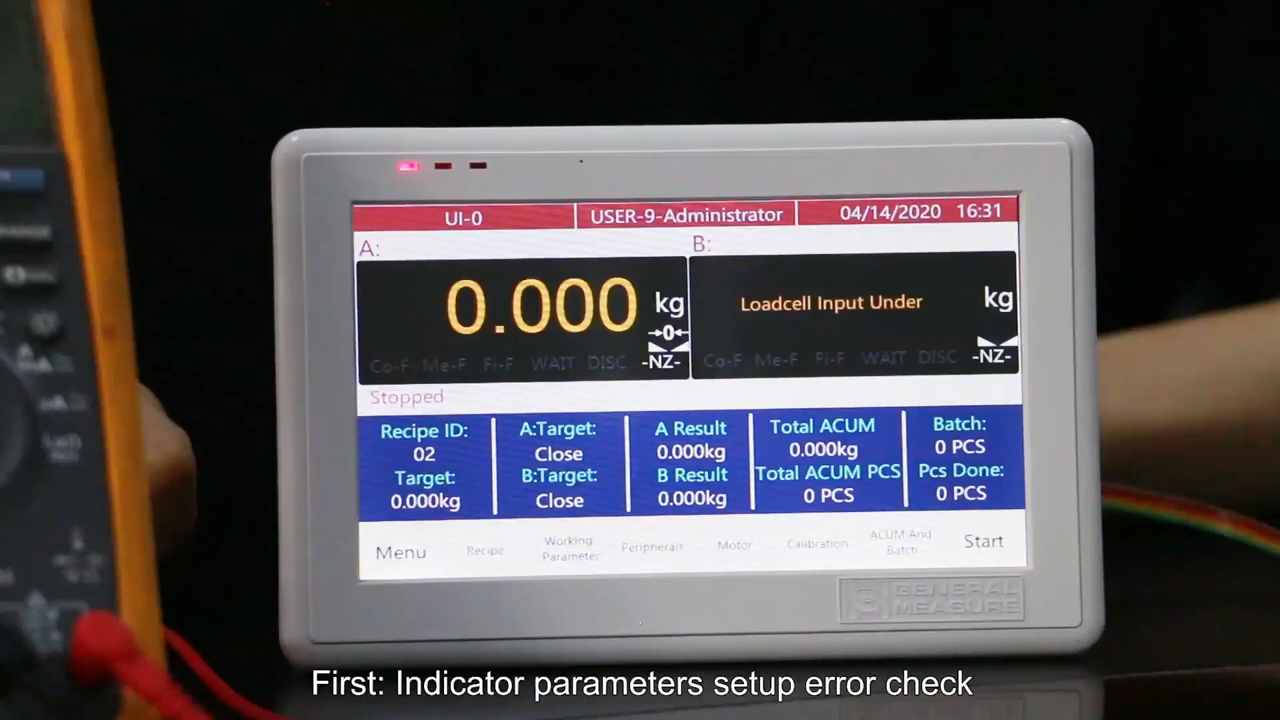 UI-0 USER-9-Administrator 04/14/2020 16:31
A: B:
0.000 kg Loadcell Input Under kg
→0←
Co-F Me-F Fi-F WAIT DISC -NZ- Co-F Me-F Fi-F WAIT DISC -NZ-
Stopped
Recipe ID: A:Target: A Result Total ACUM Batch:
02 Close 0.000kg 0.000kg 0 PCS
Target: B:Target: B Result Total ACUM PCS Pcs Done:
0.000kg Close 0.000kg 0 PCS 0 PCS
Menu Recipe Working Parameter Peripherals Motor Calibration ACUM And Batch Start
GENERAL
MEASURE
First: Indicator parameters setup error check